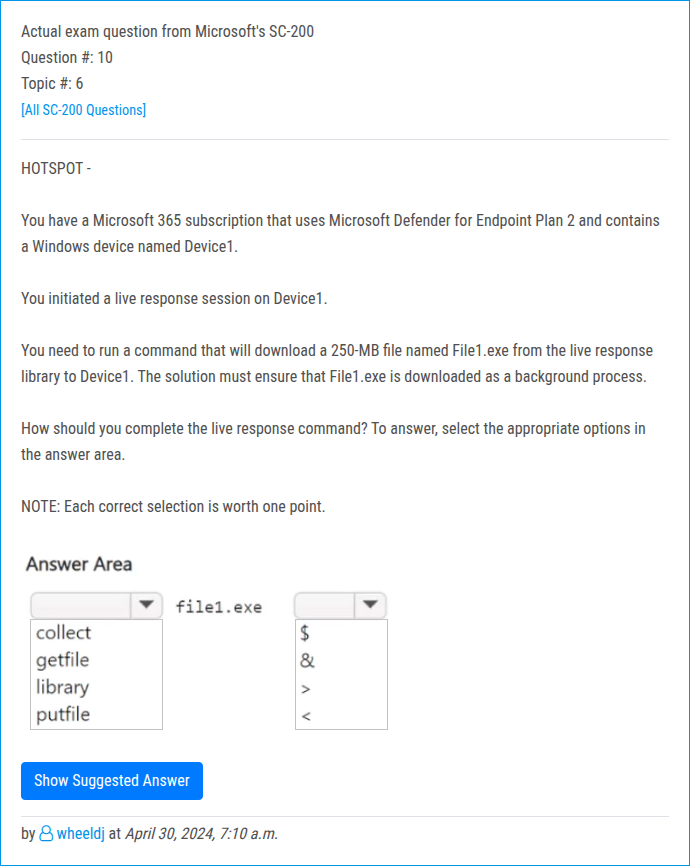 Actual exam question from Microsoft's SC-200
Question #: 10
Topic #: 6
[All SC-200 Questions]
HOTSPOT -
You have a Microsoft 365 subscription that uses Microsoft Defender for Endpoint Plan 2 and contains
a Windows device named Device1.
You initiated a live response session on Device1.
You need to run a command that will download a 250-MB file named File1.exe from the live response
library to Device1. The solution must ensure that File1.exe is downloaded as a background process.
How should you complete the live response command? To answer, select the appropriate options in
the answer area.
NOTE: Each correct selection is worth one point.
Answer Area
file1.exe
collect
getfile
library
putfile
$
&
>
<
Show Suggested Answer
by wheeldj at April 30, 2024, 7:10 a.m.